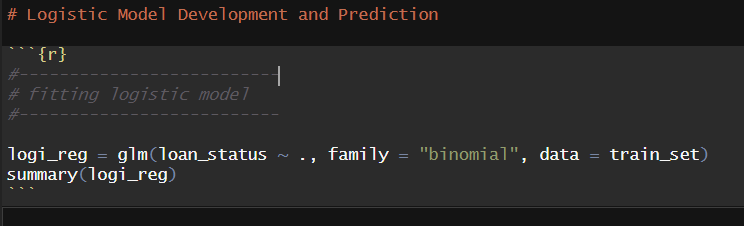 # Logistic Model Development and Prediction
```{r}
#--------------------------
# fitting logistic model
#--------------------------
logi_reg = glm(loan_status ~ ., family = "binomial", data = train_set)
summary(logi_reg)
```